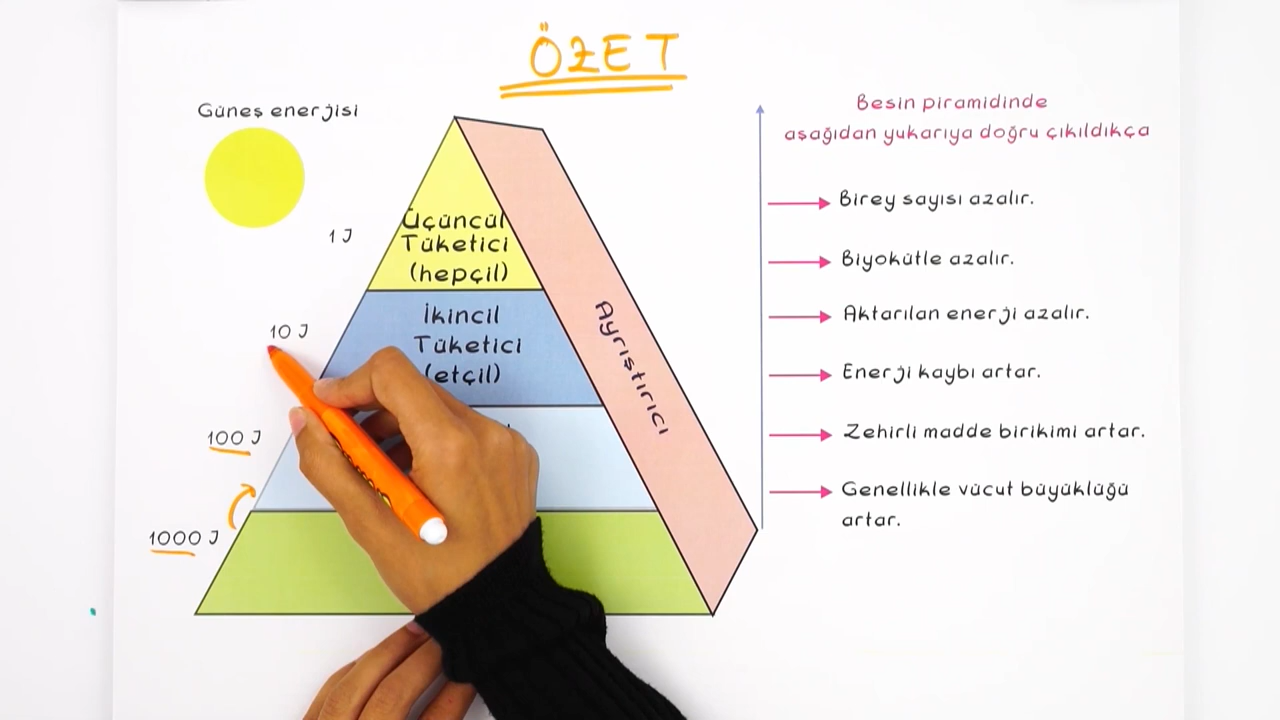 ÖZET
Güneş enerjisi
1 J
10 J
100 J
1000 J
Üçüncül
Tüketici
(hepçil)
İkincil
Tüketici
(etçil)
Ayrıştırıcı
Besin piramidinde
aşağıdan yukarıya doğru çıkıldıkça
Birey sayısı azalır.
Biyokütle azalır.
Aktarılan enerji azalır.
Enerji kaybı artar.
Zehirli madde birikimi artar.
Genellikle vücut büyüklüğü
artar.